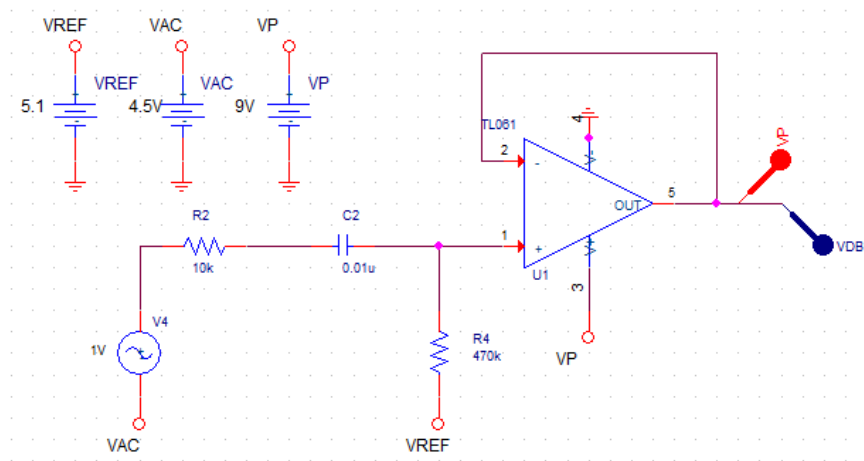 VREF VAC VP
VREF VAC VP
5.1 4.5V 9V
TL061
4
VP
2
-
V-
R2 C2
5
OUT
1
10k 0.01u
+
V+
U1
VDB
3
V4
1V
R4
470k
VP
VAC VREF